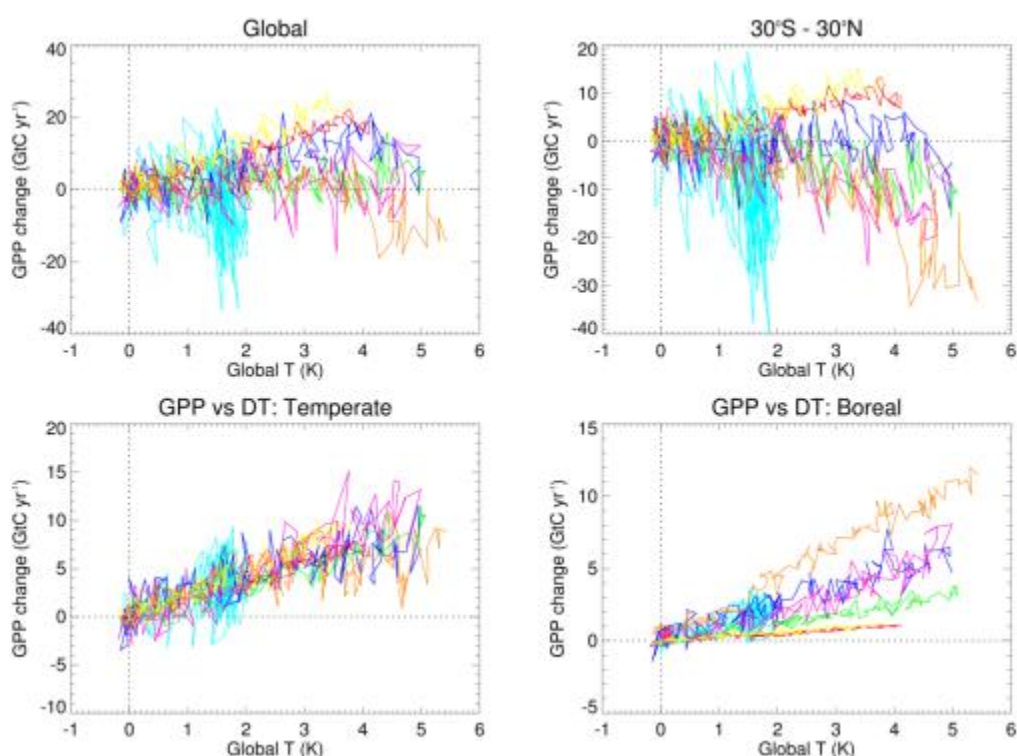 Global
40
20
0
-20
-40
GPP change (GtC yr⁻¹)
-1 0 1 2 3 4 5 6
Global T (K)
30°S - 30°N
20
10
0
-10
-20
-30
-40
GPP change (GtC yr⁻¹)
-1 0 1 2 3 4 5 6
Global T (K)
GPP vs DT: Temperate
20
15
10
5
0
-5
-10
GPP change (GtC yr⁻¹)
-1 0 1 2 3 4 5 6
Global T (K)
GPP vs DT: Boreal
15
10
5
0
-5
GPP change (GtC yr⁻¹)
-1 0 1 2 3 4 5 6
Global T (K)